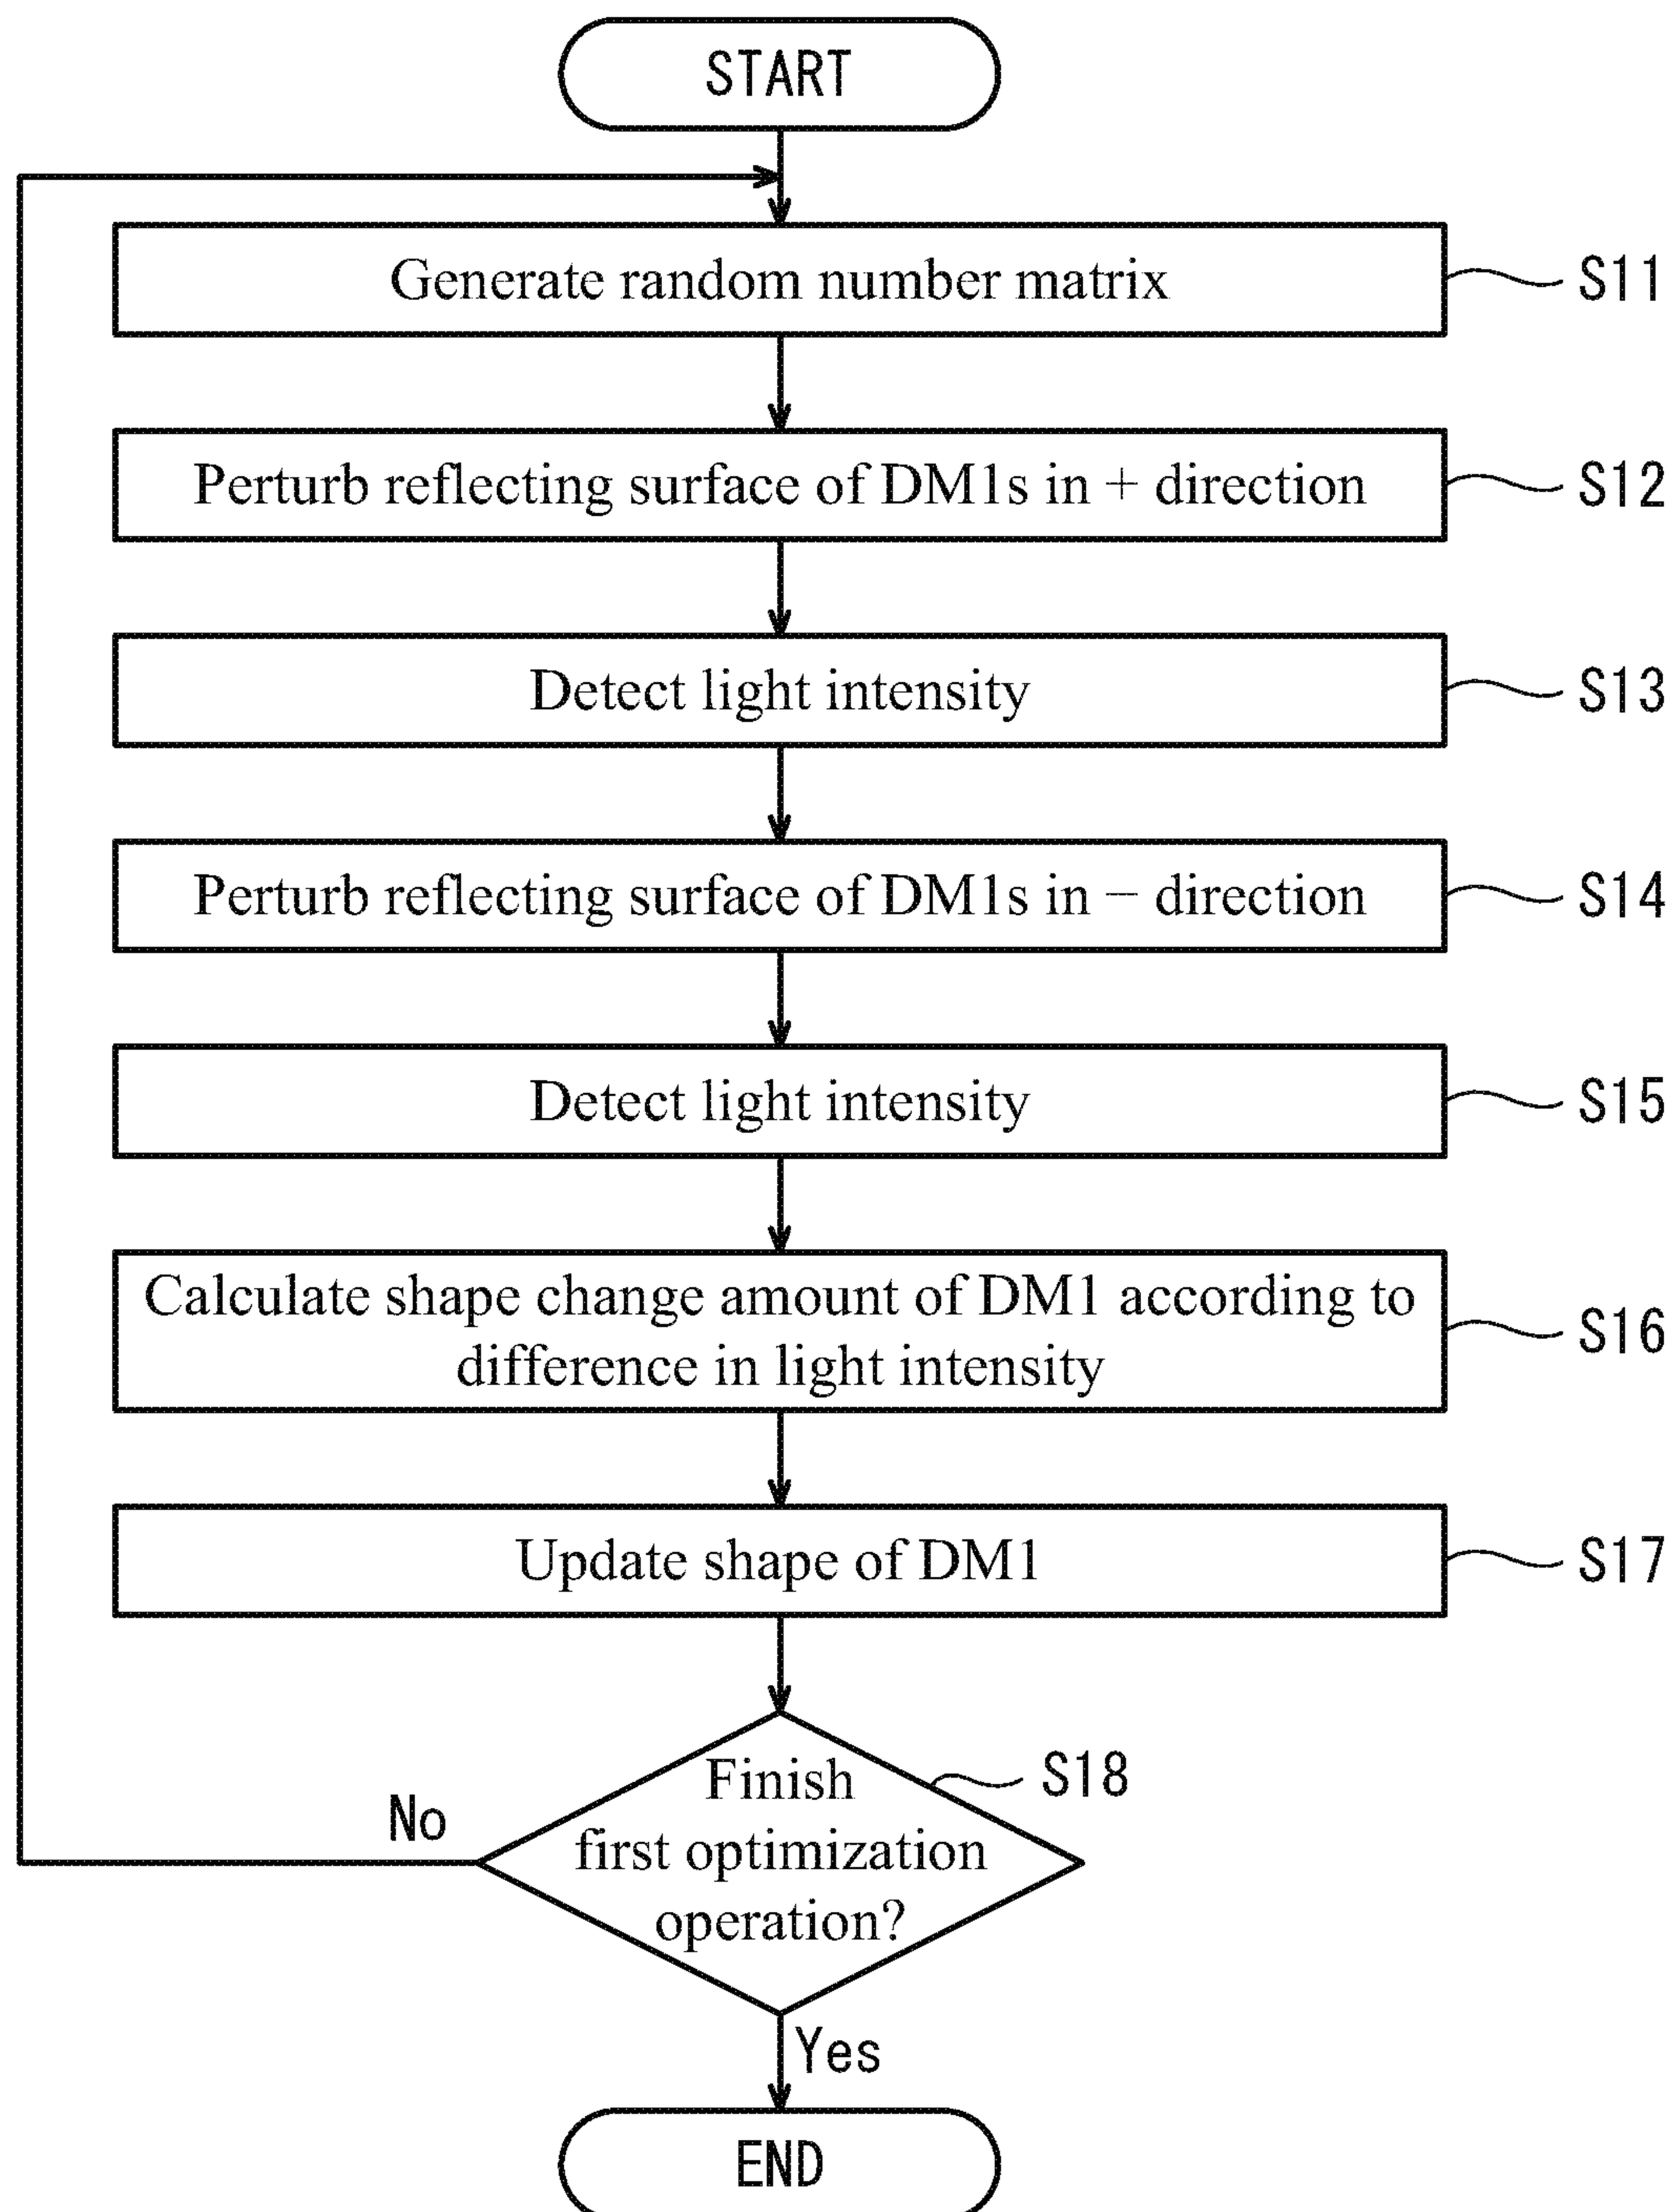 START
Generate random number matrix
S11
Perturb reflecting surface of DM1s in + direction
S12
Detect light intensity
S13
Perturb reflecting surface of DM1s in − direction
S14
Detect light intensity
S15
Calculate shape change amount of DM1 according to
difference in light intensity
S16
Update shape of DM1
S17
Finish
first optimization
operation?
S18
No
Yes
END